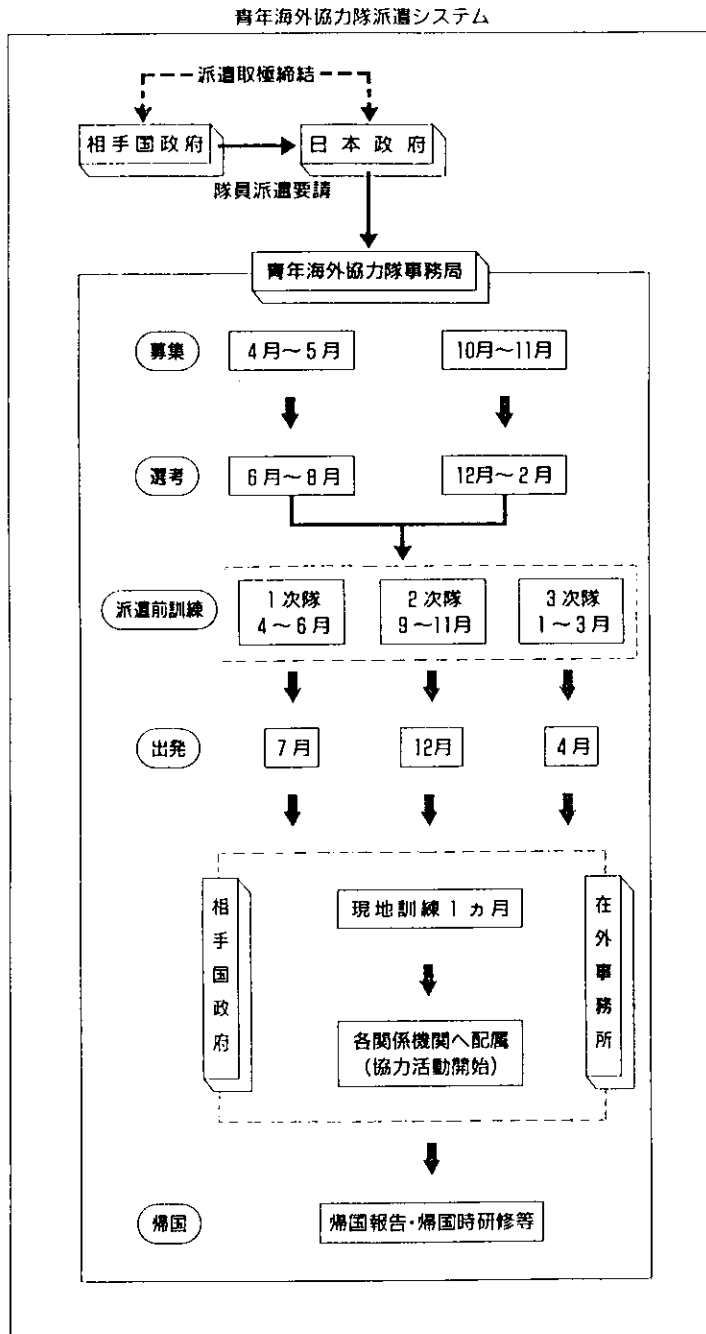 青年海外協力隊派遣システム
派遣取極締結
相手国政府
日本政府
隊員派遣要請
青年海外協力隊事務局
募集
4月～5月
10月～11月
選考
6月～8月
12月～2月
派遣前訓練
1次隊
4～6月
2次隊
9～11月
3次隊
1～3月
出発
7月
12月
4月
相手国政府
現地訓練1ヵ月
在外事務所
各関係機関へ配属
(協力活動開始)
帰国
帰国報告・帰国時研修等